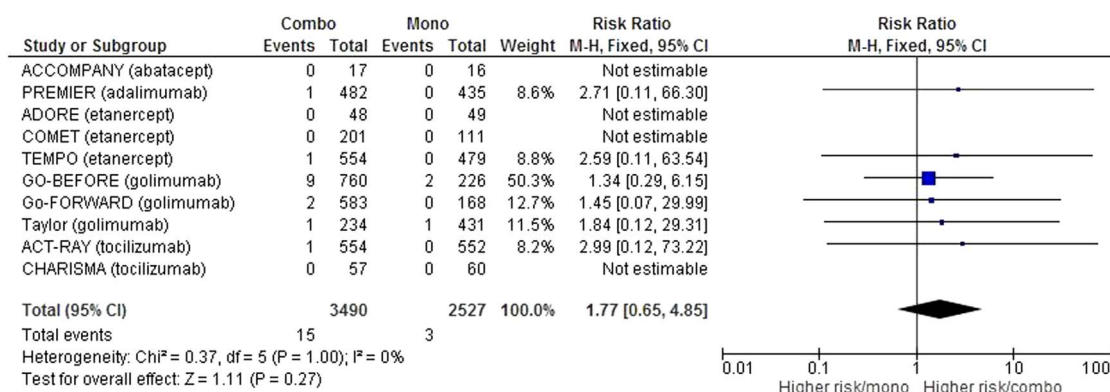 Combo Mono Risk Ratio Risk Ratio
Study or Subgroup Events Total Events Total Weight M-H, Fixed, 95% CI M-H, Fixed, 95% CI
ACCOMPANY (abatacept) 0 17 0 16 Not estimable
PREMIER (adalimumab) 1 482 0 435 8.6% 2.71 [0.11, 66.30]
ADORE (etanercept) 0 48 0 49 Not estimable
COMET (etanercept) 0 201 0 111 Not estimable
TEMPO (etanercept) 1 554 0 479 8.8% 2.59 [0.11, 63.54]
GO-BEFORE (golimumab) 9 760 2 226 50.3% 1.34 [0.29, 6.15]
Go-FORWARD (golimumab) 2 583 0 168 12.7% 1.45 [0.07, 29.99]
Taylor (golimumab) 1 234 1 431 11.5% 1.84 [0.12, 29.31]
ACT-RAY (tocilizumab) 1 554 0 552 8.2% 2.99 [0.12, 73.22]
CHARISMA (tocilizumab) 0 57 0 60 Not estimable
Total (95% CI) 3490 2527 100.0% 1.77 [0.65, 4.85]
Total events 15 3
Heterogeneity: Chi² = 0.37, df = 5 (P = 1.00); I² = 0%
Test for overall effect: Z = 1.11 (P = 0.27)
0.01 0.1 1 10 100
Higher risk/mono Higher risk/combo